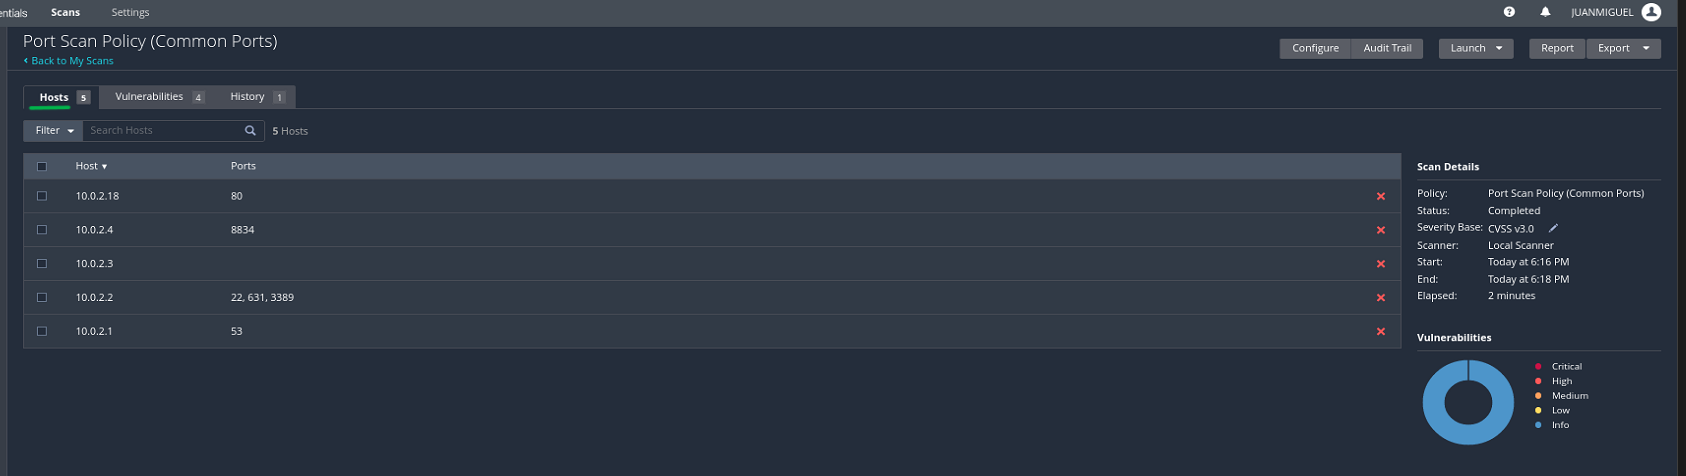 entials Scans Settings JUANMIGUEL
Port Scan Policy (Common Ports)
Back to My Scans
Configure Audit Trail Launch Report Export
Hosts 5 Vulnerabilities 4 History 1
Filter Search Hosts 5 Hosts
Host Ports
10.0.2.18 80
10.0.2.4 8834
10.0.2.3
10.0.2.2 22, 631, 3389
10.0.2.1 53
Scan Details
Policy: Port Scan Policy (Common Ports)
Status: Completed
Severity Base: CVSS v3.0
Scanner: Local Scanner
Start: Today at 6:16 PM
End: Today at 6:18 PM
Elapsed: 2 minutes
Vulnerabilities
Critical
High
Medium
Low
Info